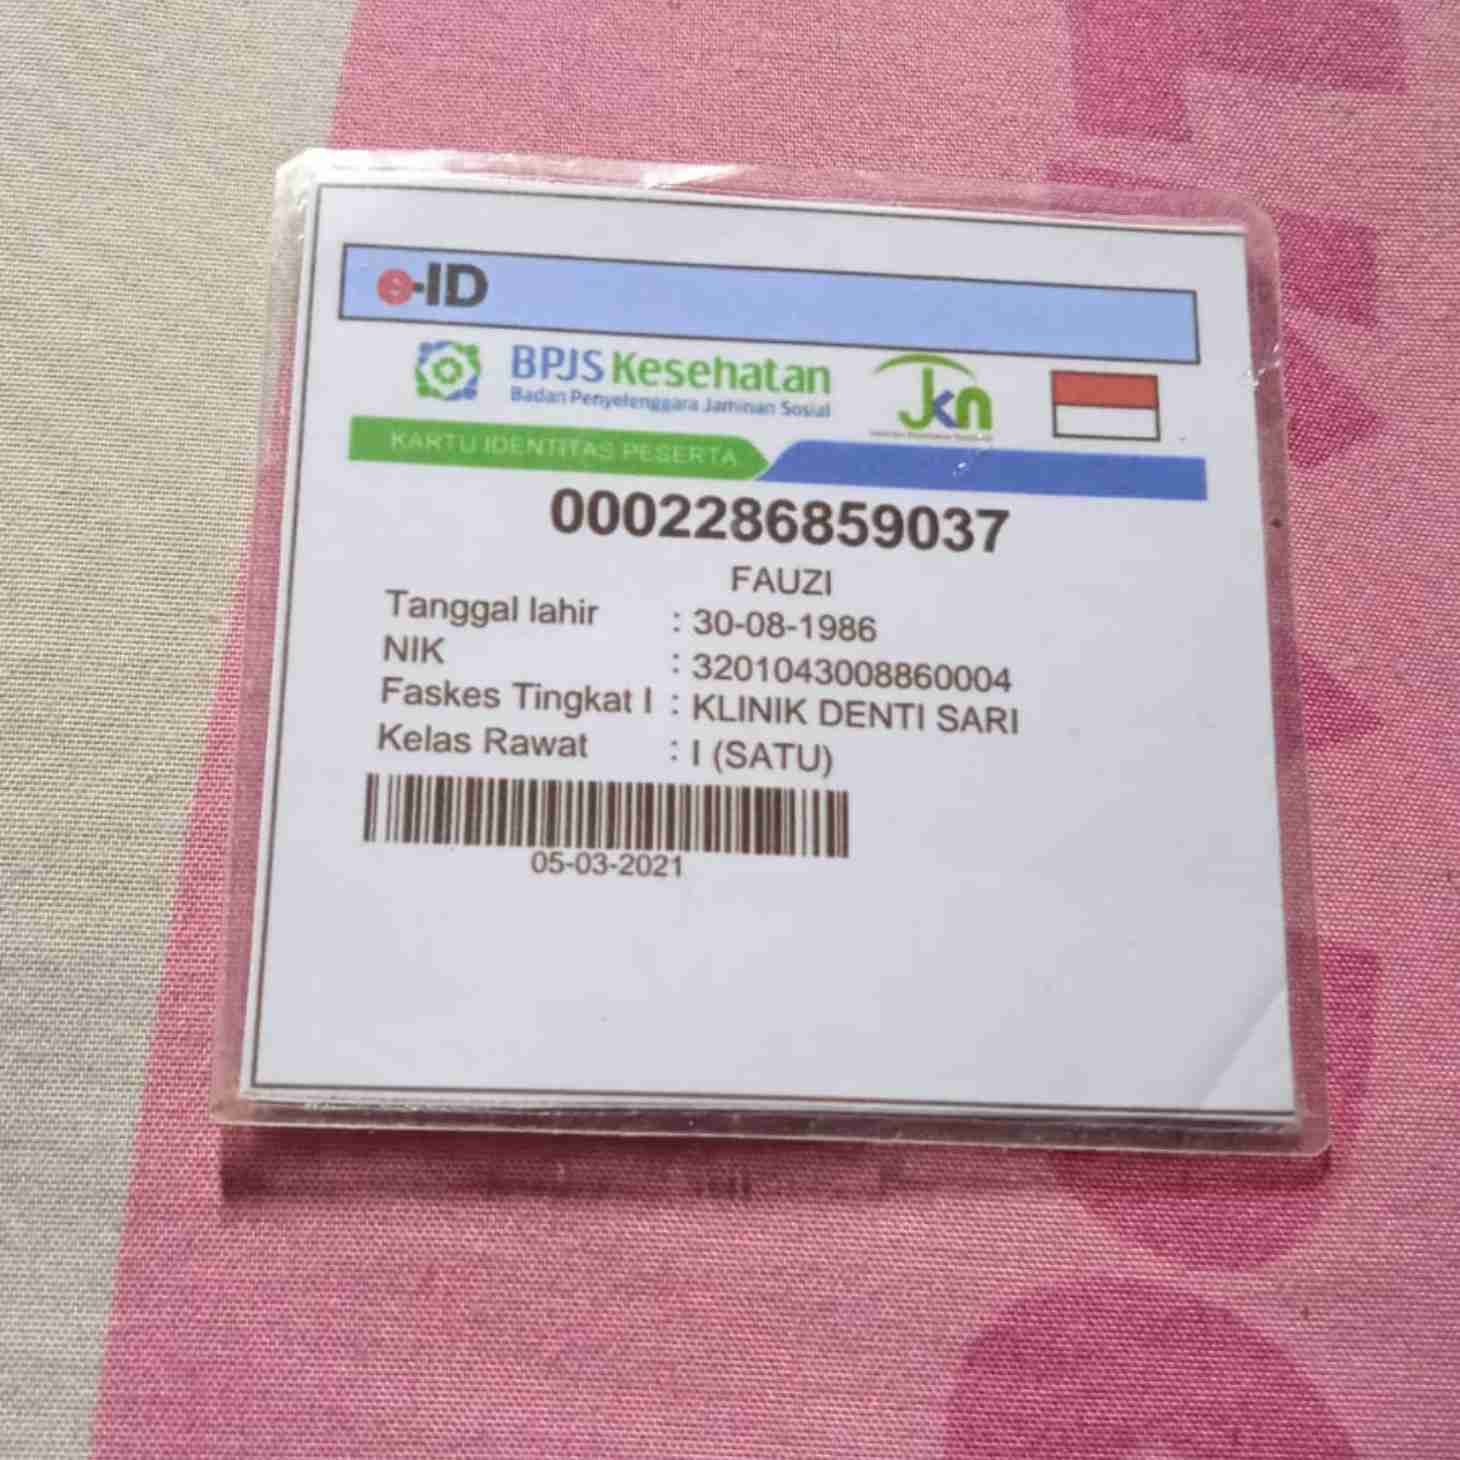 e-ID
BPJS Kesehatan
Badan Penyelenggara Jaminan Sosial
jkn
KARTU IDENTITAS PESERTA
0002286859037
FAUZI
Tanggal lahir : 30-08-1986
NIK : 3201043008860004
Faskes Tingkat I : KLINIK DENTI SARI
Kelas Rawat : I (SATU)
05-03-2021